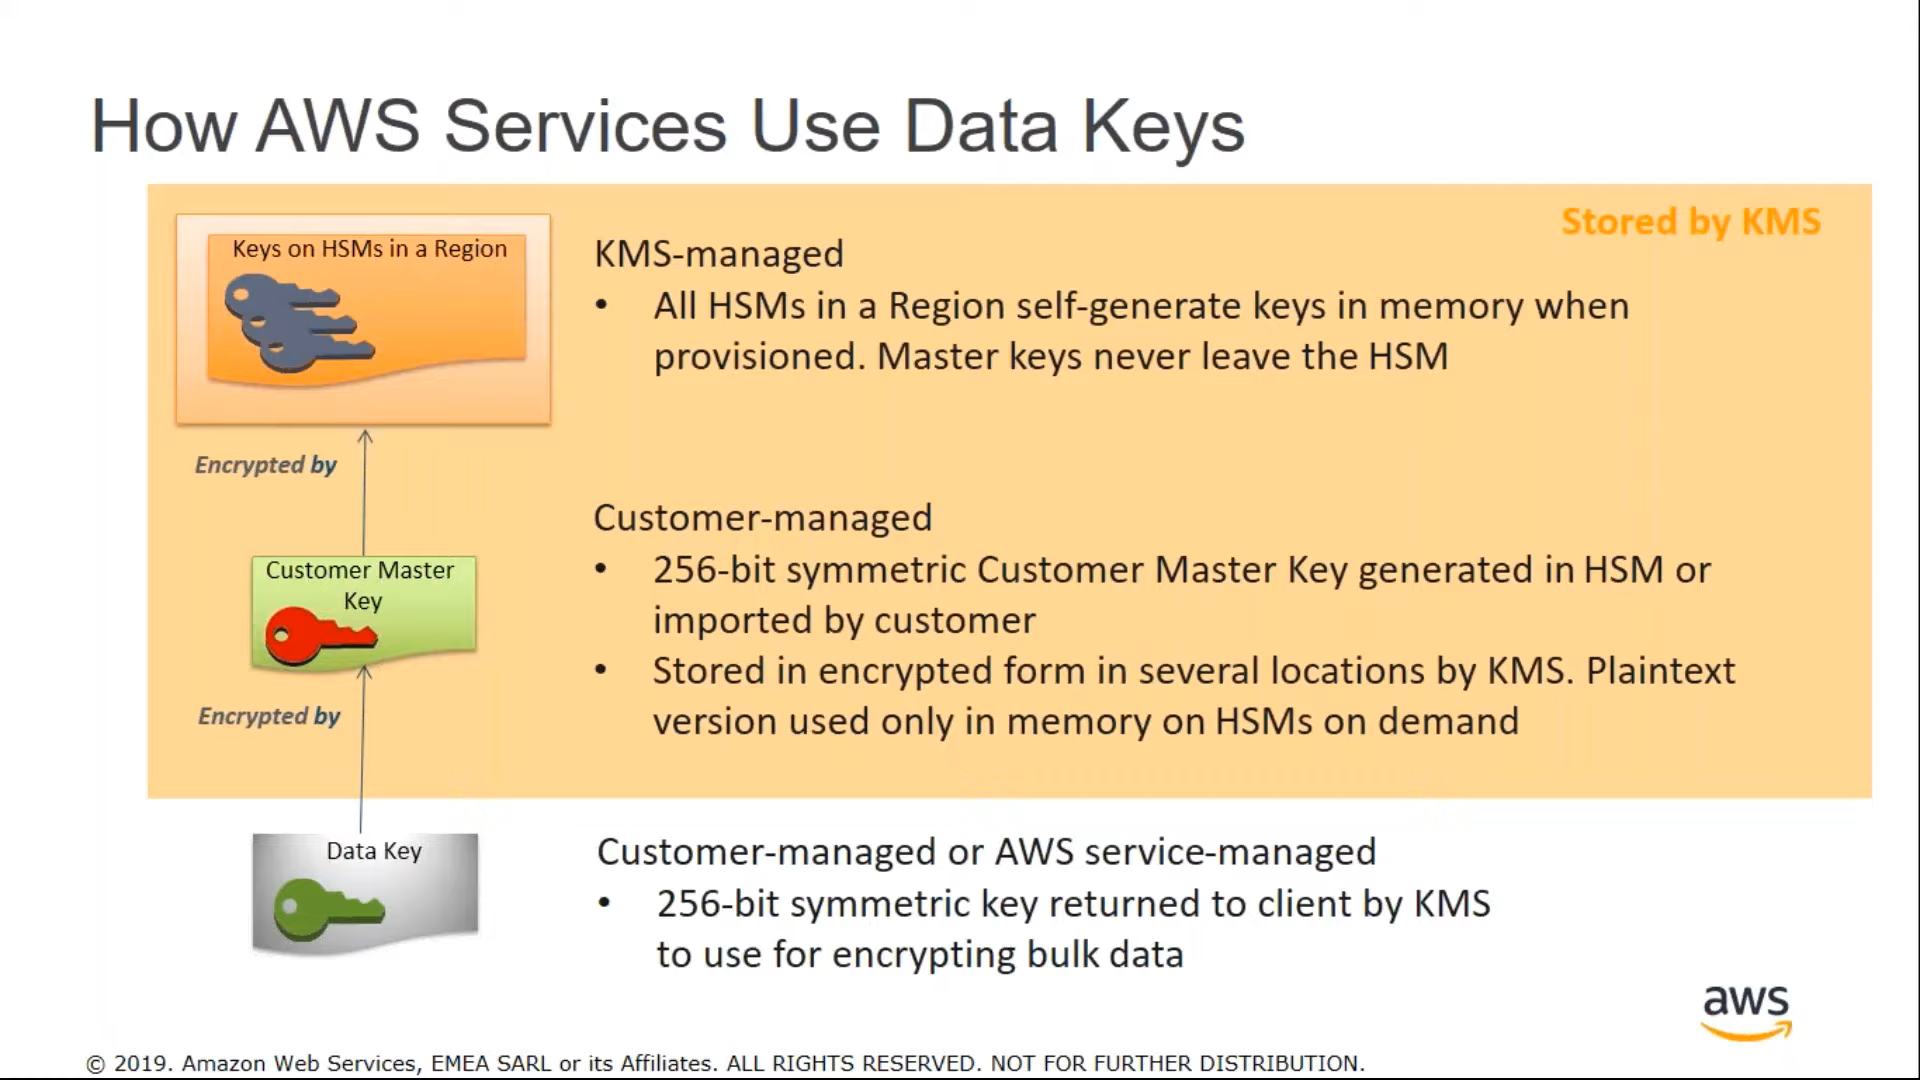 How AWS Services Use Data Keys
Stored by KMS
Keys on HSMs in a Region
KMS-managed
• All HSMs in a Region self-generate keys in memory when
provisioned. Master keys never leave the HSM
Encrypted by
Customer Master
Key
Customer-managed
• 256-bit symmetric Customer Master Key generated in HSM or
imported by customer
• Stored in encrypted form in several locations by KMS. Plaintext
version used only in memory on HSMs on demand
Encrypted by
Data Key
Customer-managed or AWS service-managed
• 256-bit symmetric key returned to client by KMS
to use for encrypting bulk data
aws
© 2019. Amazon Web Services, EMEA SARL or its Affiliates. ALL RIGHTS RESERVED. NOT FOR FURTHER DISTRIBUTION.